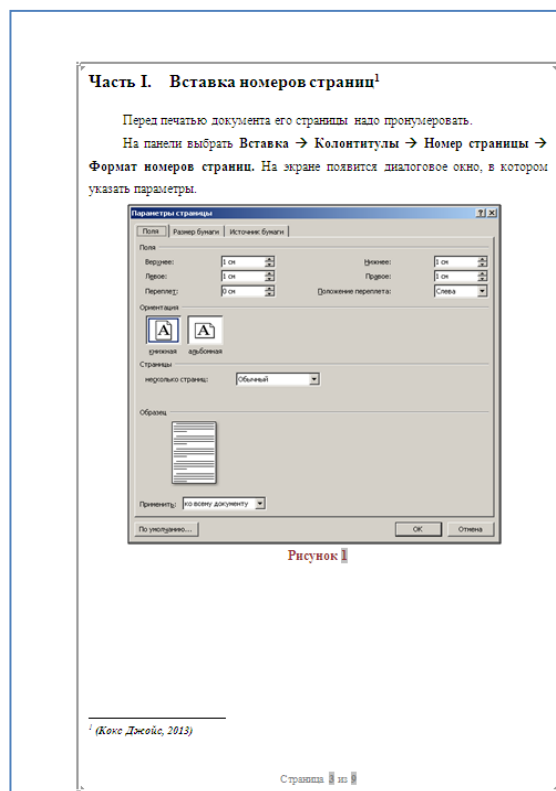 Часть I. Вставка номеров страниц1
Перед печатью документа его страницы надо пронумеровать.
На панели выбрать Вставка → Колонтитулы → Номер страницы →
Формат номеров страниц. На экране появится диалоговое окно, в котором
указать параметры.
Параметры страницы
Поля Размер бумаги Источник бумаги
Поля
Верхнее: 1 см Нижнее: 1 см
Левое: 1 см Правое: 1 см
Переплет: 0 см Положение переплета: Слева
Ориентация
книжная альбомная
Страницы
несколько страниц: Обычный
Образец
Применить: ко всему документу
По умолчанию... ОК Отмена
Рисунок 1
1 (Кокс Джойс, 2013)
Страница 3 из 9